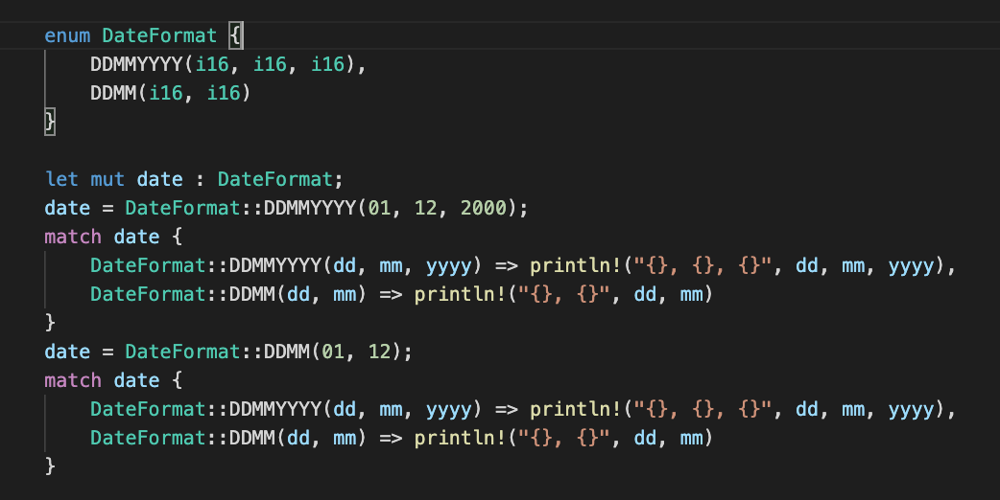 enum DateFormat {
    DDMMYYYY(i16, i16, i16),
    DDMM(i16, i16)
}

let mut date : DateFormat;
date = DateFormat::DDMMYYYY(01, 12, 2000);
match date {
    DateFormat::DDMMYYYY(dd, mm, yyyy) => println!("{}, {}, {}", dd, mm, yyyy),
    DateFormat::DDMM(dd, mm) => println!("{}, {}", dd, mm)
}
date = DateFormat::DDMM(01, 12);
match date {
    DateFormat::DDMMYYYY(dd, mm, yyyy) => println!("{}, {}, {}", dd, mm, yyyy),
    DateFormat::DDMM(dd, mm) => println!("{}, {}", dd, mm)
}